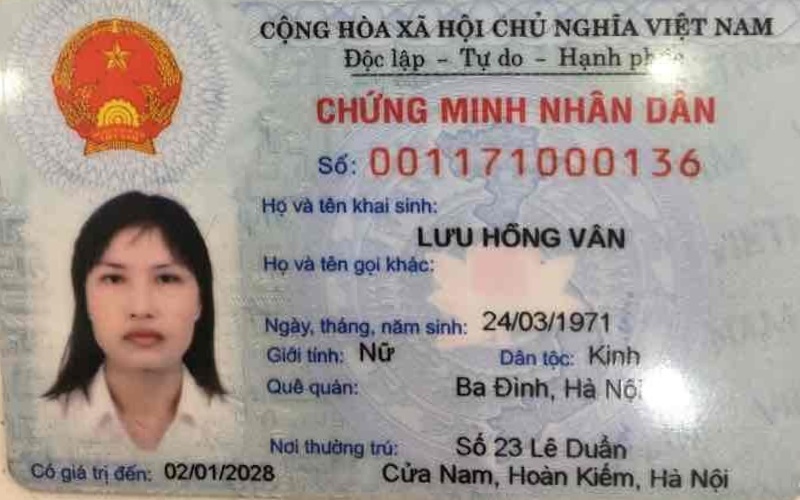 CỘNG HÒA XÃ HỘI CHỦ NGHĨA VIỆT NAM
Độc lập - Tự do - Hạnh phúc
CHỨNG MINH NHÂN DÂN
Số: 001171000136
Họ và tên khai sinh:
LƯU HỒNG VÂN
Họ và tên gọi khác:
Ngày, tháng, năm sinh: 24/03/1971
Giới tính: Nữ Dân tộc: Kinh
Quê quán: Ba Đình, Hà Nội
Nơi thường trú: Số 23 Lê Duẩn
Cửa Nam, Hoàn Kiếm, Hà Nội
Có giá trị đến: 02/01/2028